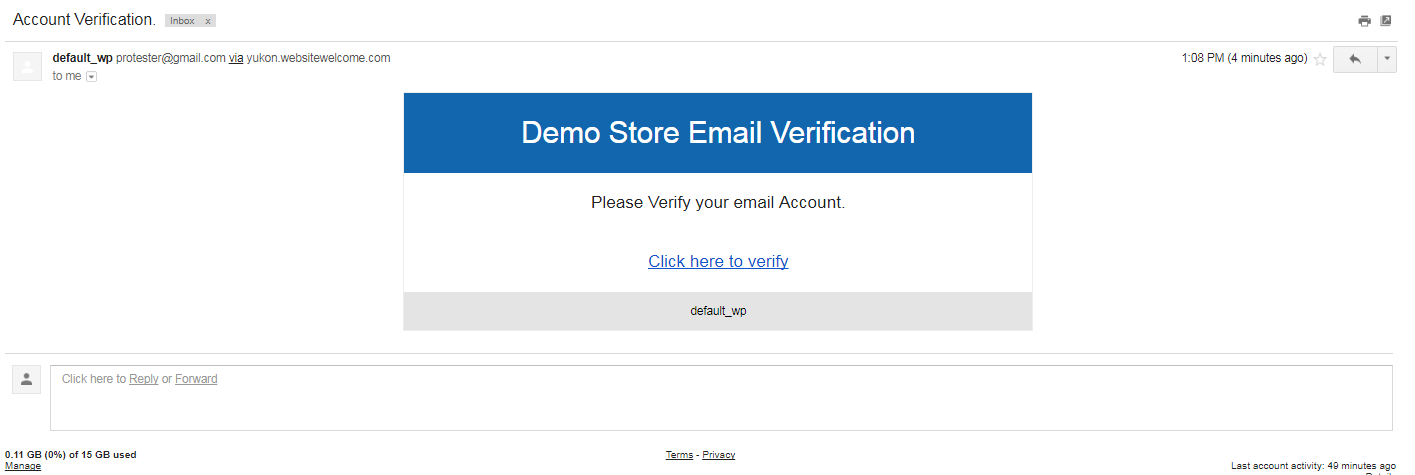 Account Verification. Inbox x
default_wp protester@gmail.com via yukon.websitewelcome.com 1:08 PM (4 minutes ago)
to me
Demo Store Email Verification
Please Verify your email Account.
Click here to verify
default_wp
Click here to Reply or Forward
0.11 GB (0%) of 15 GB used Terms - Privacy
Manage Last account activity: 49 minutes ago